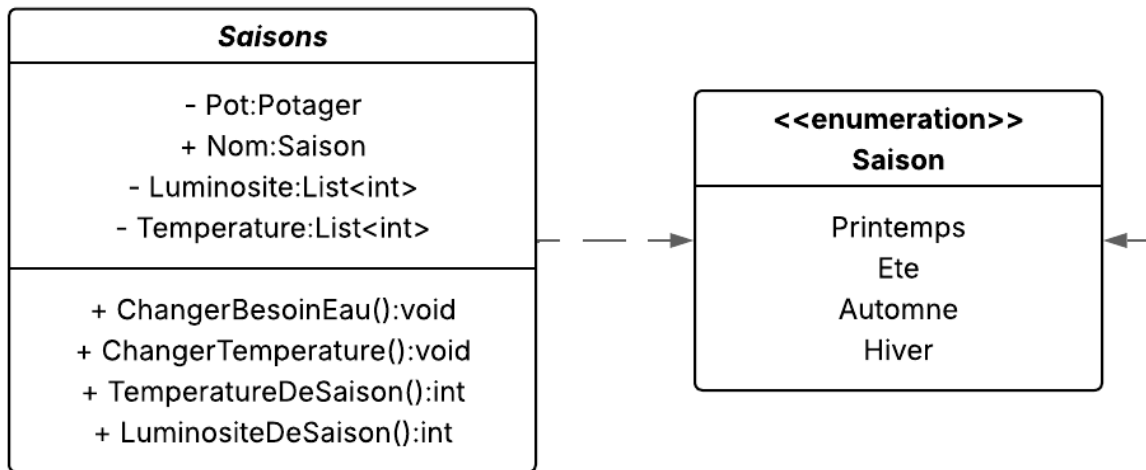 Saisons
- Pot:Potager
+ Nom:Saison
- Luminosite:List<int>
- Temperature:List<int>
+ ChangerBesoinEau():void
+ ChangerTemperature():void
+ TemperatureDeSaison():int
+ LuminositeDeSaison():int
<<enumeration>>
Saison
Printemps
Ete
Automne
Hiver